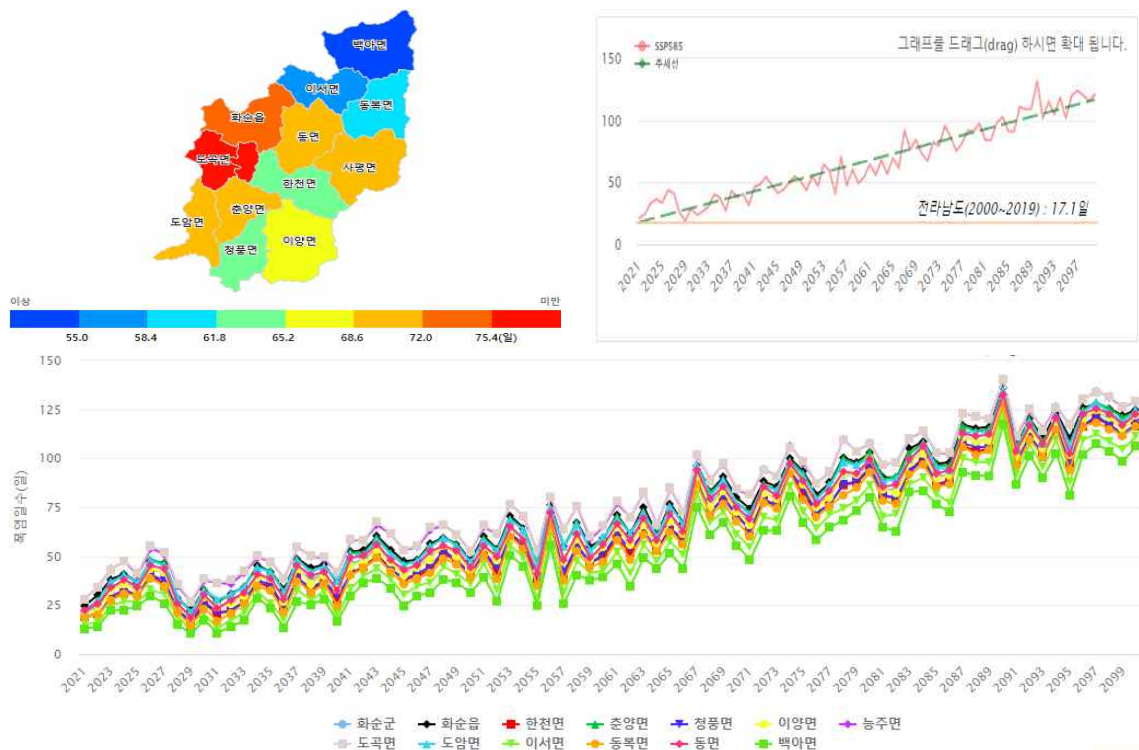 백아면
이서면
동복면
화순읍
동면
도곡면
사평면
한천면
도암면
춘양면
청풍면
이양면
이상
미만
55.0 58.4 61.8 65.2 68.6 72.0 75.4(일)
SSP585
추세선
그래프를 드래그(drag) 하시면 확대 됩니다.
150
100
50
0
전라남도(2000~2019) : 17.1일
2021 2025 2029 2033 2037 2041 2045 2049 2053 2057 2061 2065 2069 2073 2077 2081 2085 2089 2093 2097
폭염일수(일)
150
125
100
75
50
25
0
2021 2023 2025 2027 2029 2031 2033 2035 2037 2039 2041 2043 2045 2047 2049 2051 2053 2055 2057 2059 2061 2063 2065 2067 2069 2071 2073 2075 2077 2079 2081 2083 2085 2087 2089 2091 2093 2095 2097 2099
화순군 화순읍 한천면 춘양면 청풍면 이양면 능주면
도곡면 도암면 이서면 동복면 동면 백아면